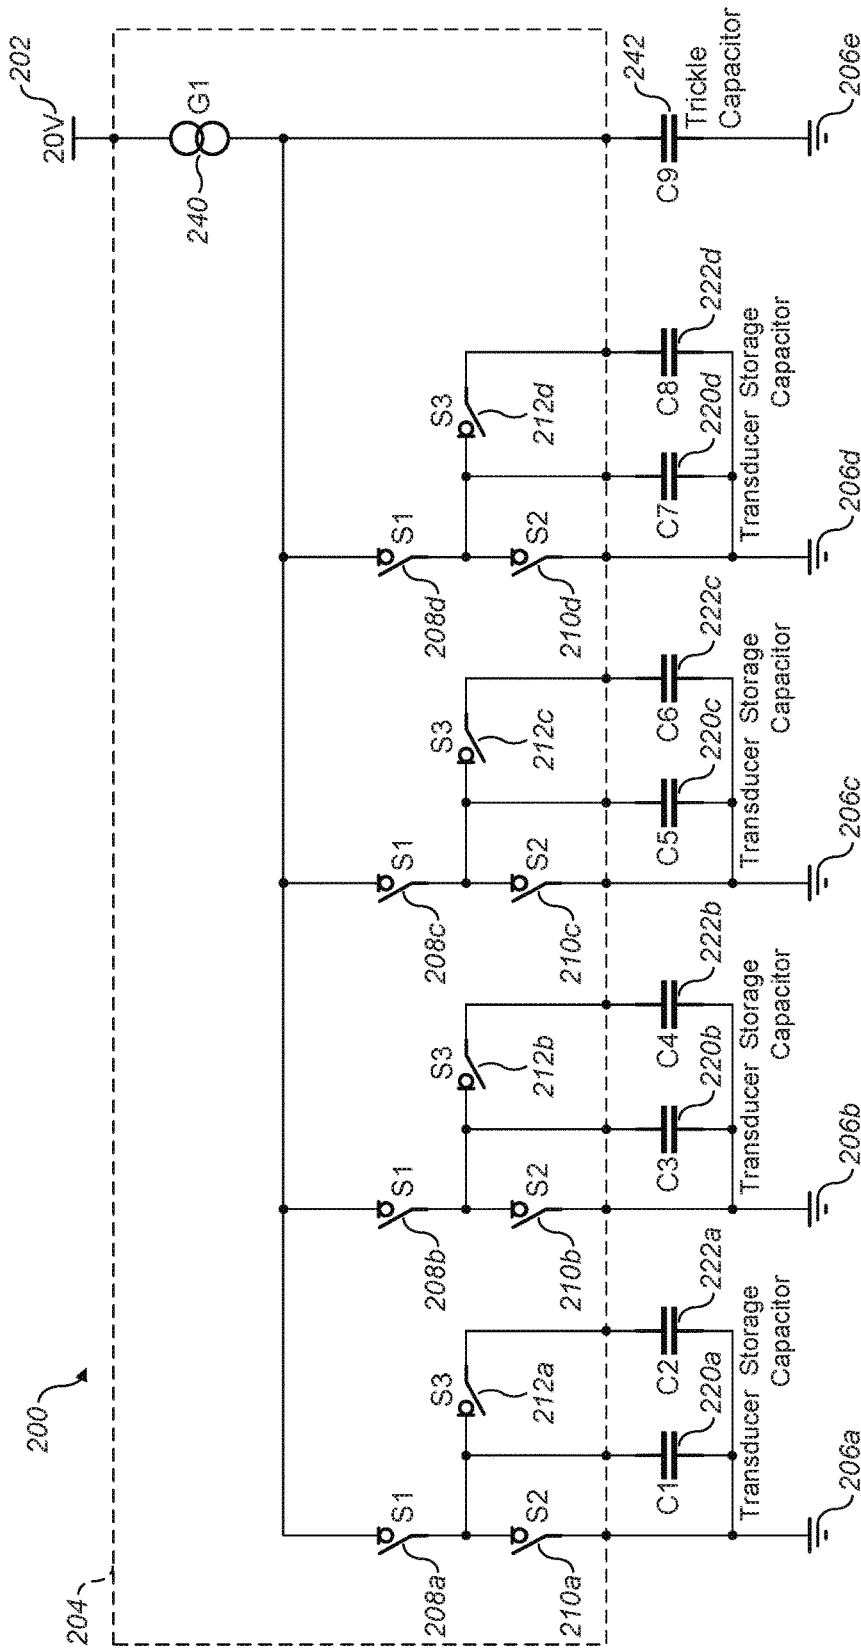 200
202
20V
204
240
G1
S1
208a
S3
212a
S2
210a
S1
208b
S3
212b
S2
210b
S1
208c
S3
212c
S2
210c
S1
208d
S3
212d
S2
210d
C1
220a
C2
222a
Transducer Storage
Capacitor
C3
220b
C4
222b
Transducer Storage
Capacitor
C5
220c
C6
222c
Transducer Storage
Capacitor
C7
220d
C8
222d
Transducer Storage
Capacitor
C9
242
Trickle
Capacitor
206a
206b
206c
206d
206e